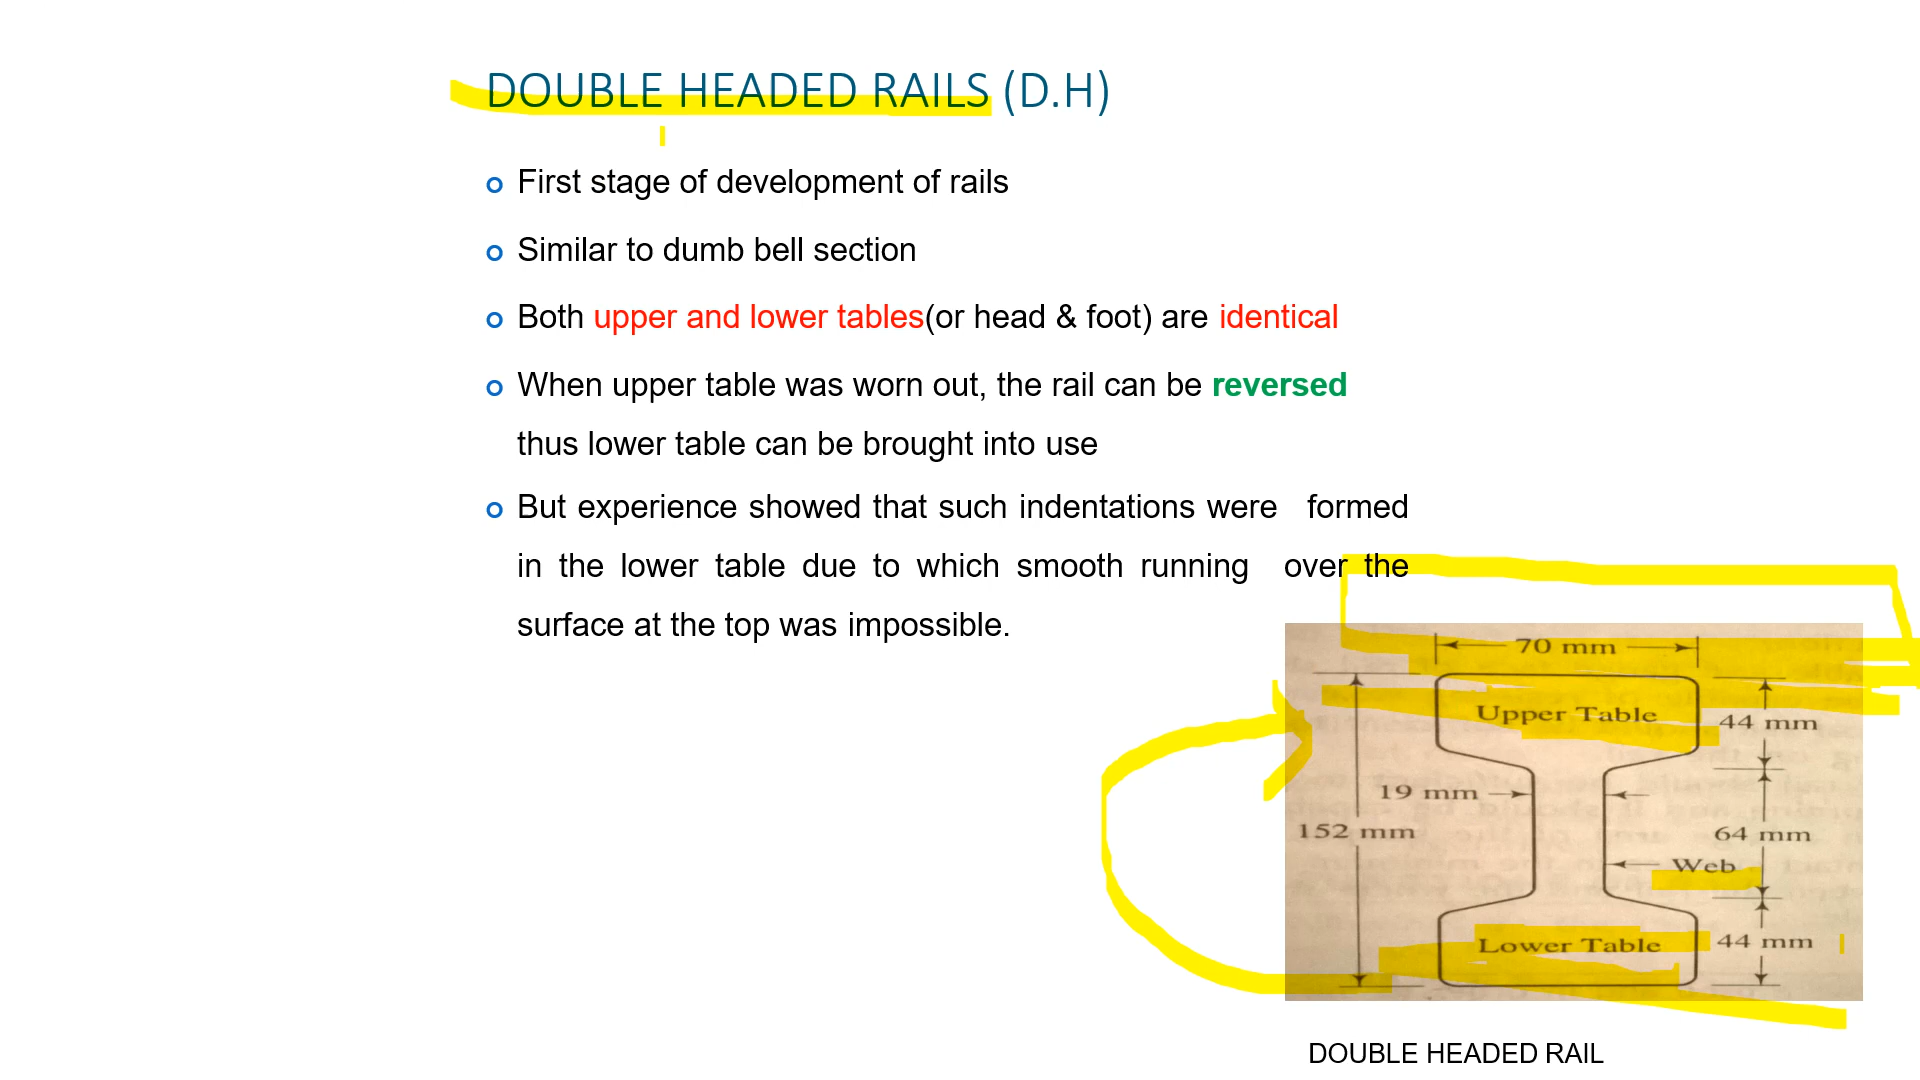 DOUBLE HEADED RAILS (D.H)
First stage of development of rails
Similar to dumb bell section
Both upper and lower tables(or head & foot) are identical
When upper table was worn out, the rail can be reversed
thus lower table can be brought into use
But experience showed that such indentations were formed
in the lower table due to which smooth running over the
surface at the top was impossible.
70 mm
Upper Table
44 mm
19 mm
152 mm
64 mm
Web
Lower Table
44 mm
DOUBLE HEADED RAIL